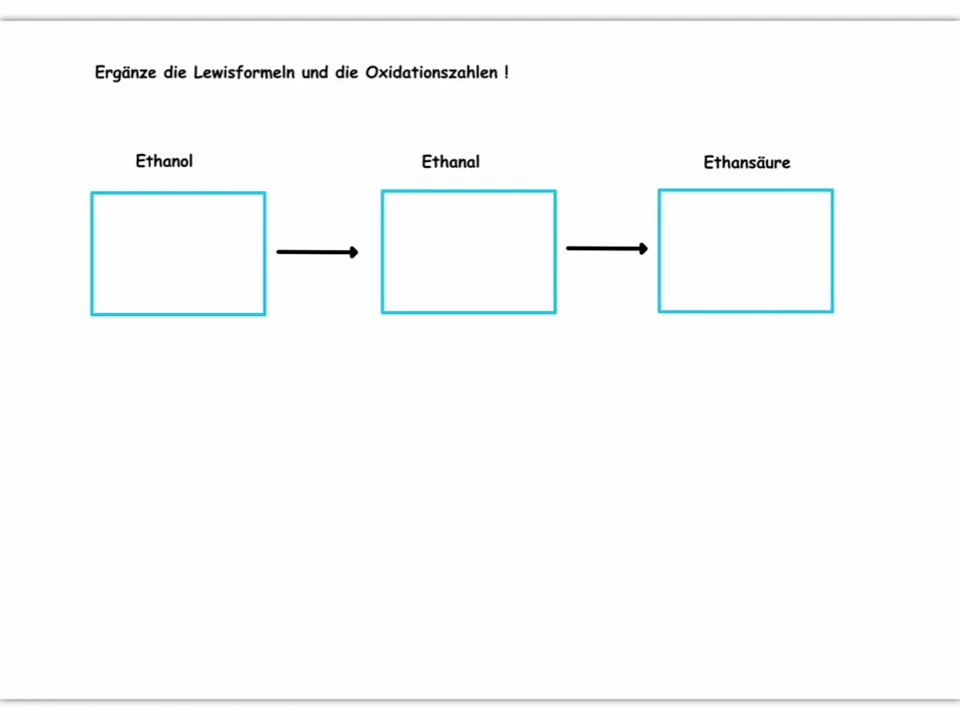 Ergänze die Lewisformeln und die Oxidationszahlen !
Ethanol
Ethanal
Ethansäure